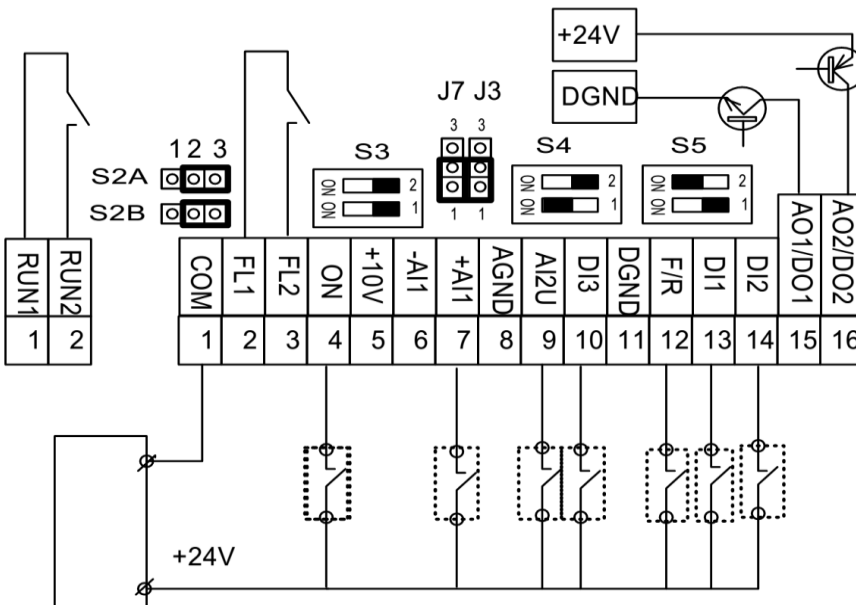 +24V
DGND
J7 J3
3 3
1 1
1 2 3
S2A
S2B
S3
ON 2
ON 1
S4
ON 2
ON 1
S5
ON 2
ON 1
RUN1 RUN2
1 2
COM FL1 FL2 ON +10V -AI1 +AI1 AGND AI2U DI3 DGND F/R DI1 DI2 AO1/DO1 AO2/DO2
1 2 3 4 5 6 7 8 9 10 11 12 13 14 15 16
+24V